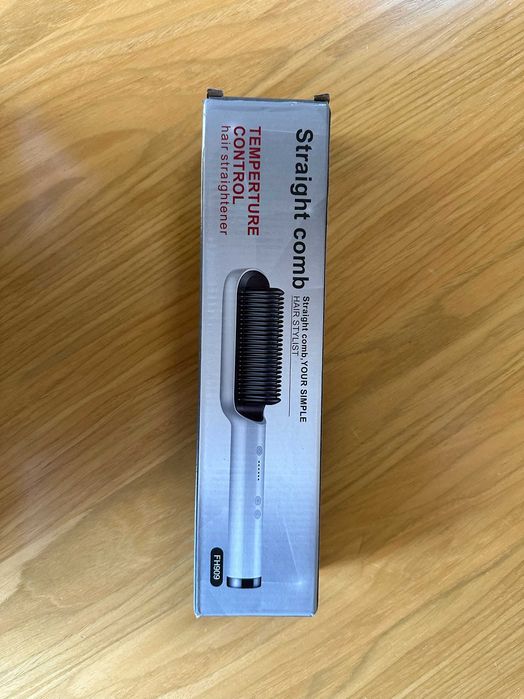 Straight comb
TEMPERTURE
CONTROL
hair straightener
Straight comb,YOUR SIMPLE
HAIR STYLIST
FH909